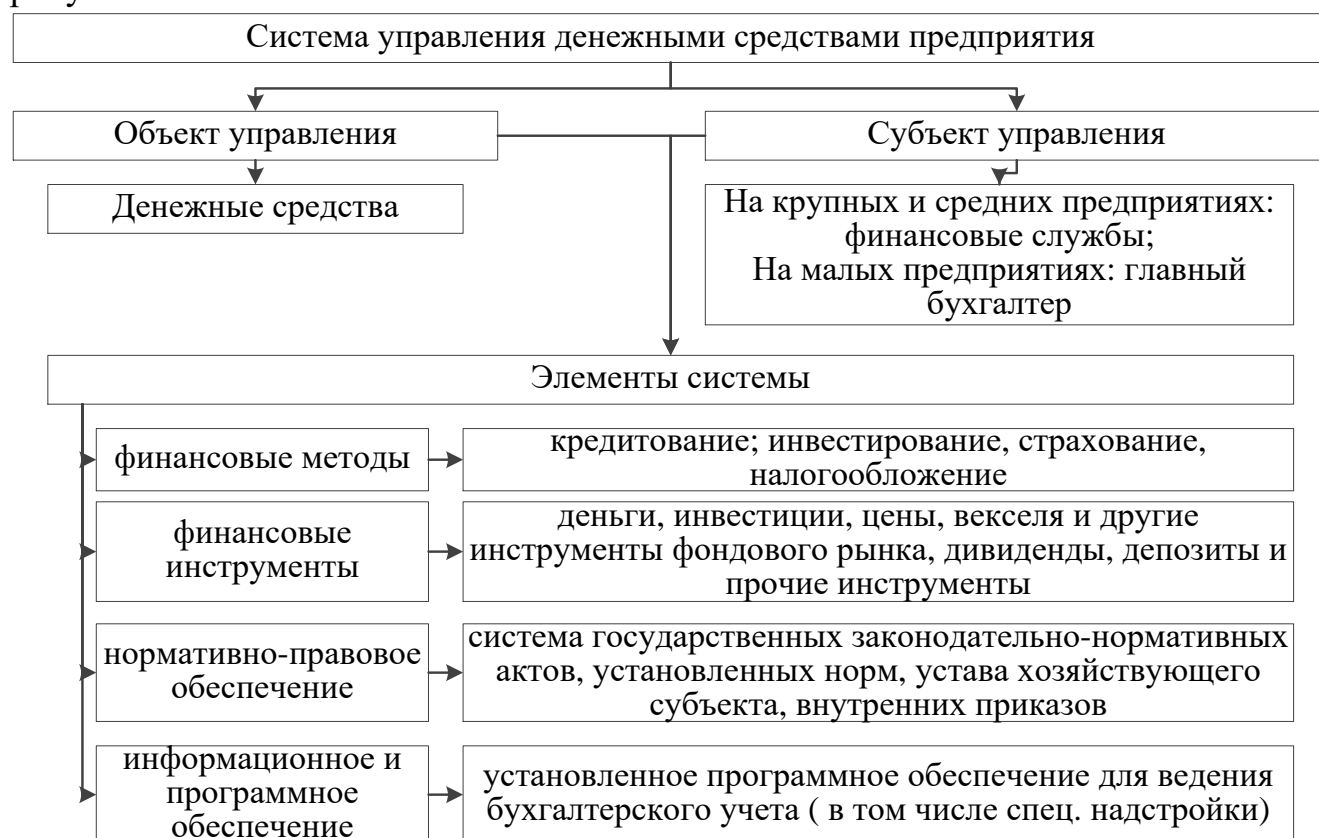 Система управления денежными средствами предприятия
Объект управления
Субъект управления
Денежные средства
На крупных и средних предприятиях:
финансовые службы;
На малых предприятиях: главный
бухгалтер
Элементы системы
финансовые методы
кредитование; инвестирование, страхование,
налогообложение
финансовые
инструменты
деньги, инвестиции, цены, векселя и другие
инструменты фондового рынка, дивиденды, депозиты и
прочие инструменты
нормативно-правовое
обеспечение
система государственных законодательно-нормативных
актов, установленных норм, устава хозяйствующего
субъекта, внутренних приказов
информационное и
программное
обеспечение
установленное программное обеспечение для ведения
бухгалтерского учета ( в том числе спец. надстройки)